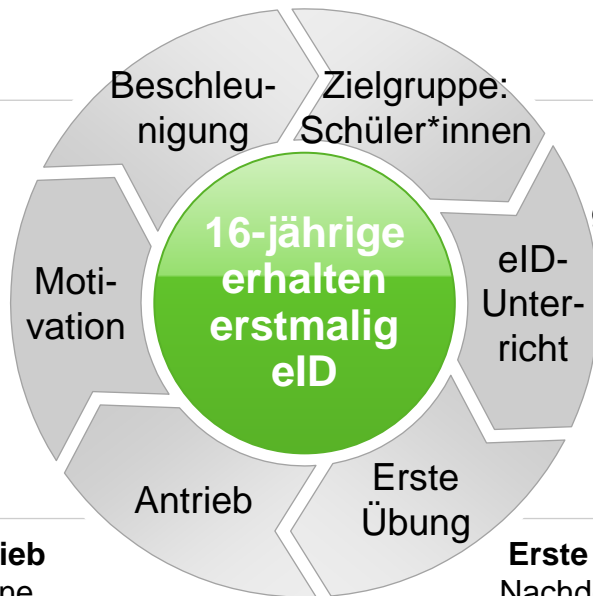 Beschleu-
nigung
Zielgruppe:
Schüler*innen
eID-
Unter-
richt
Erste
Übung
Antrieb
Moti-
vation
16-jährige
erhalten
erstmalig
eID
Erste